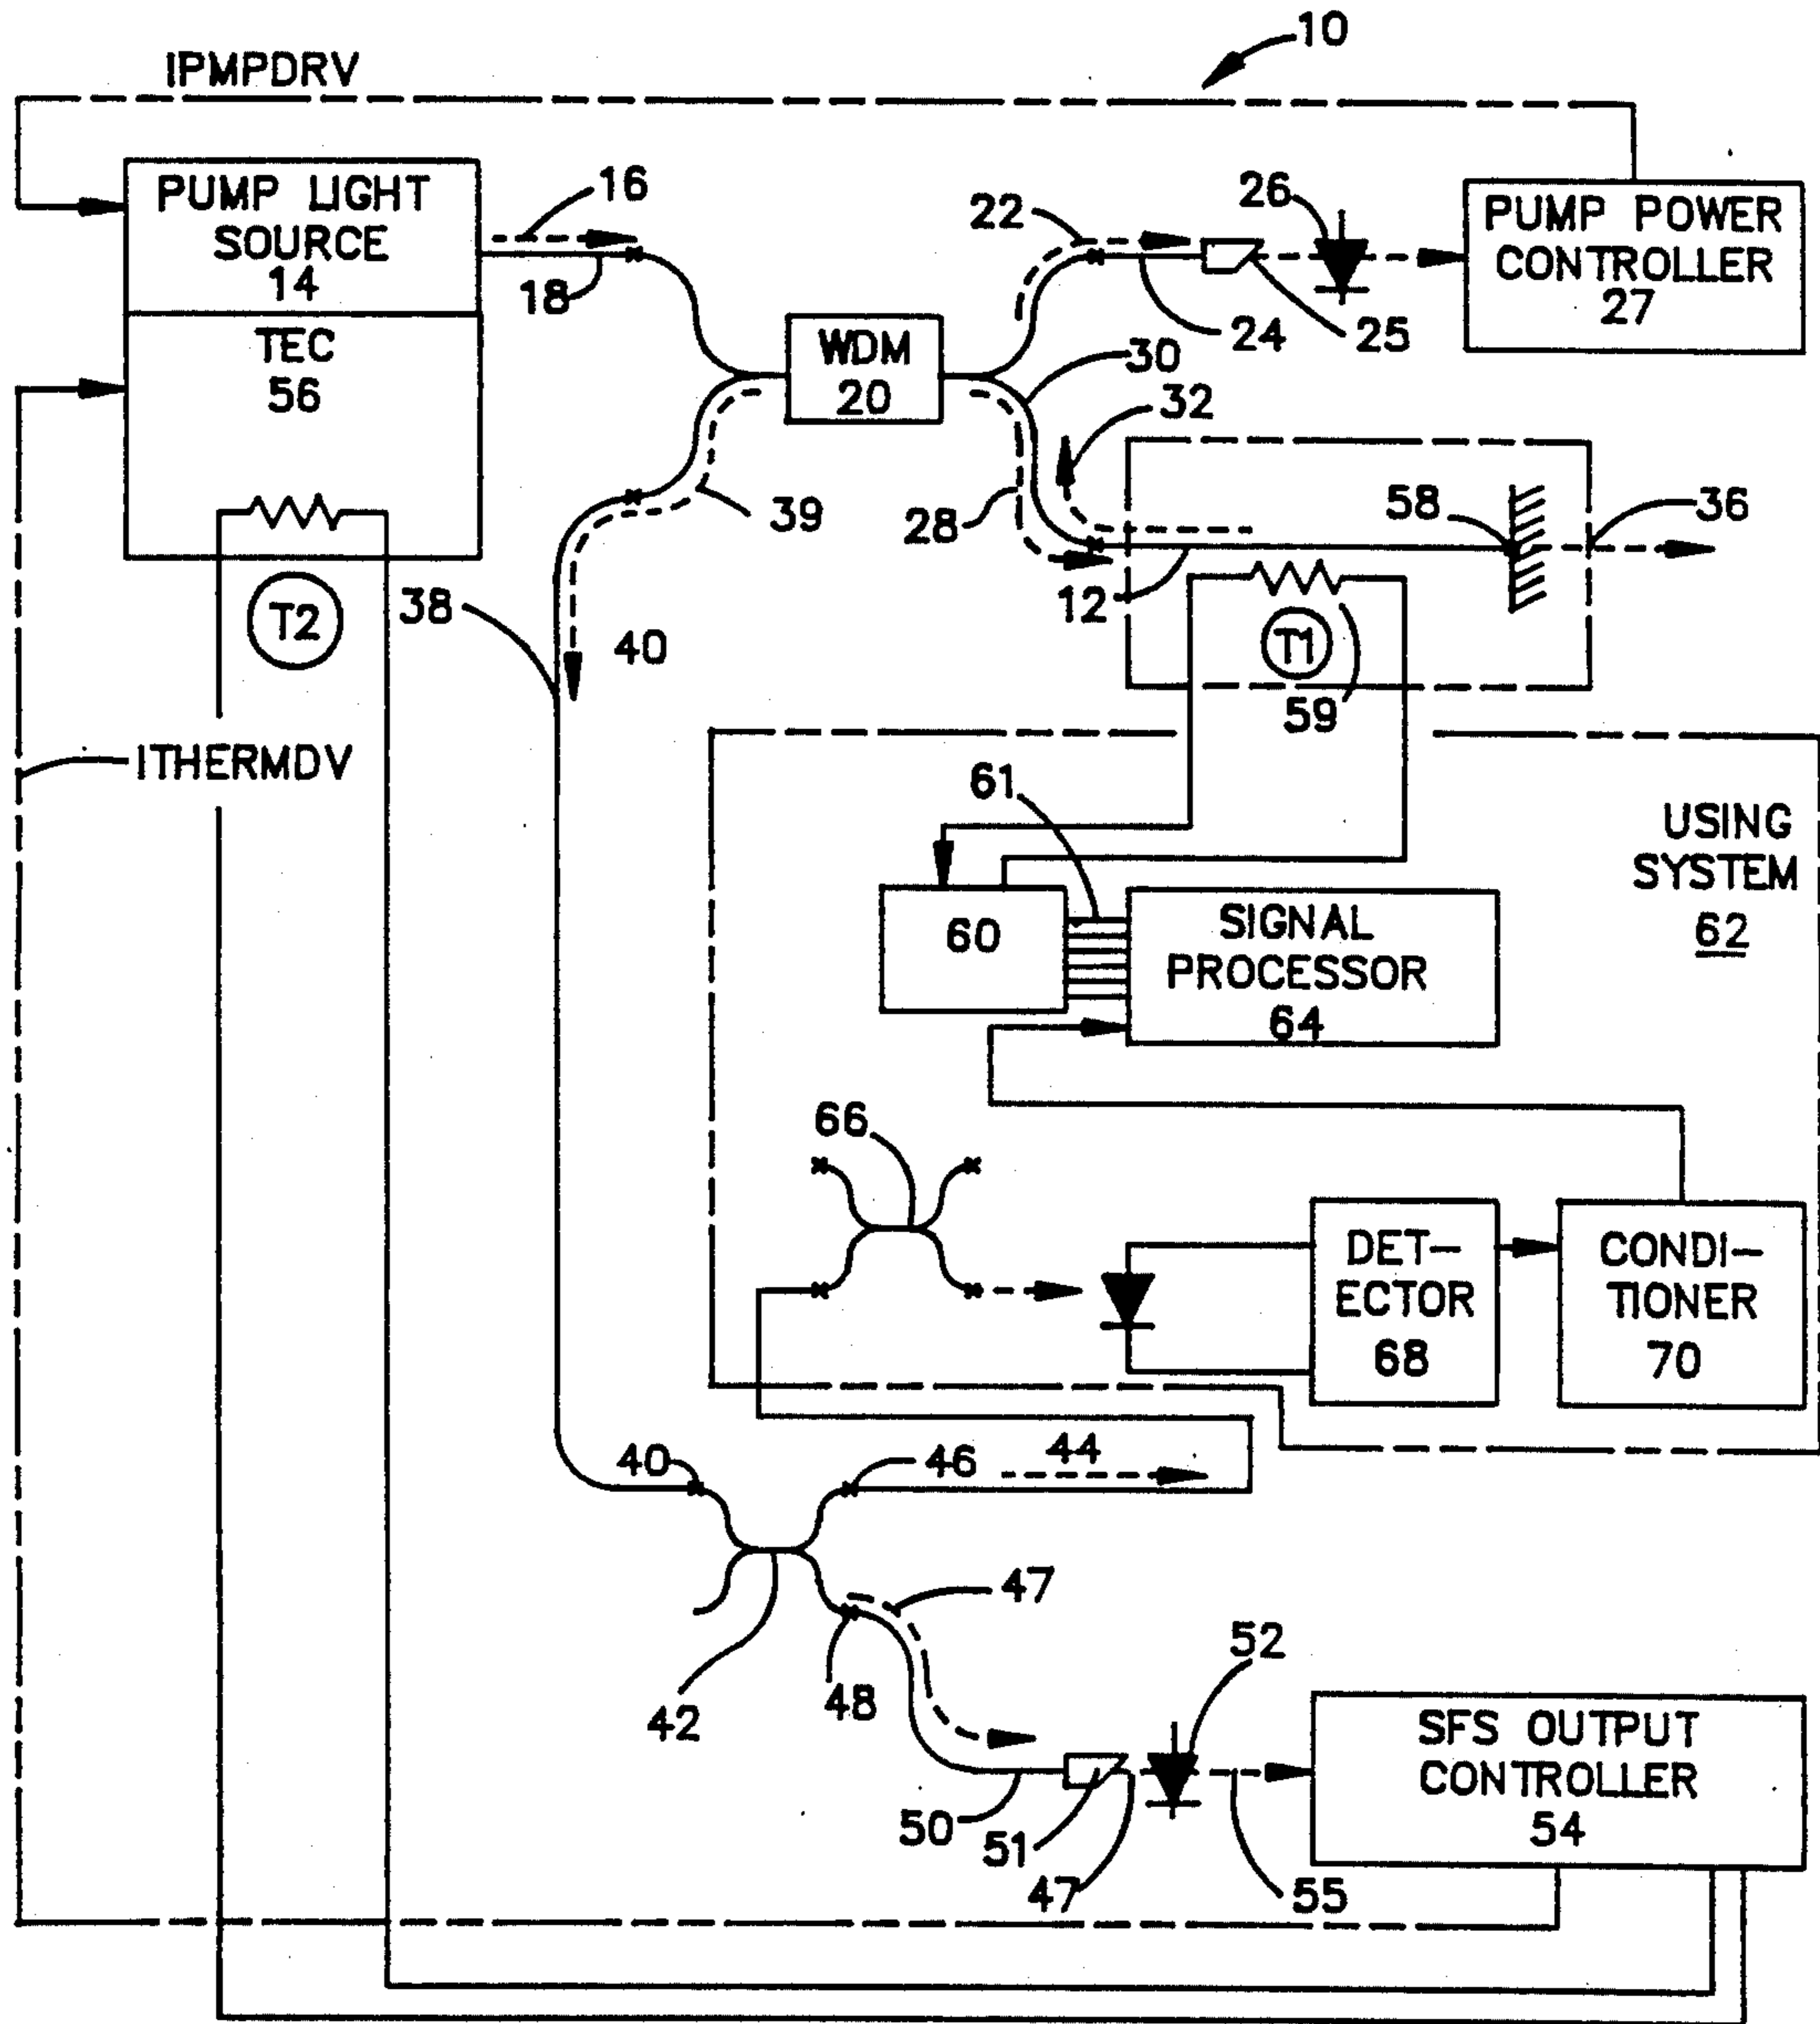 10
IPMPDRV
PUMP LIGHT
SOURCE
14
16
18
22
26
PUMP POWER
CONTROLLER
27
TEC
56
WDM
20
24
25
30
32
39
28
58
36
12
T2
38
40
T1
59
ITHERMDV
61
USING
SYSTEM
62
60
SIGNAL
PROCESSOR
64
66
DET-
ECTOR
68
CONDI-
TIONER
70
40
46
44
47
42
48
52
SFS OUTPUT
CONTROLLER
54
50
51
47
55